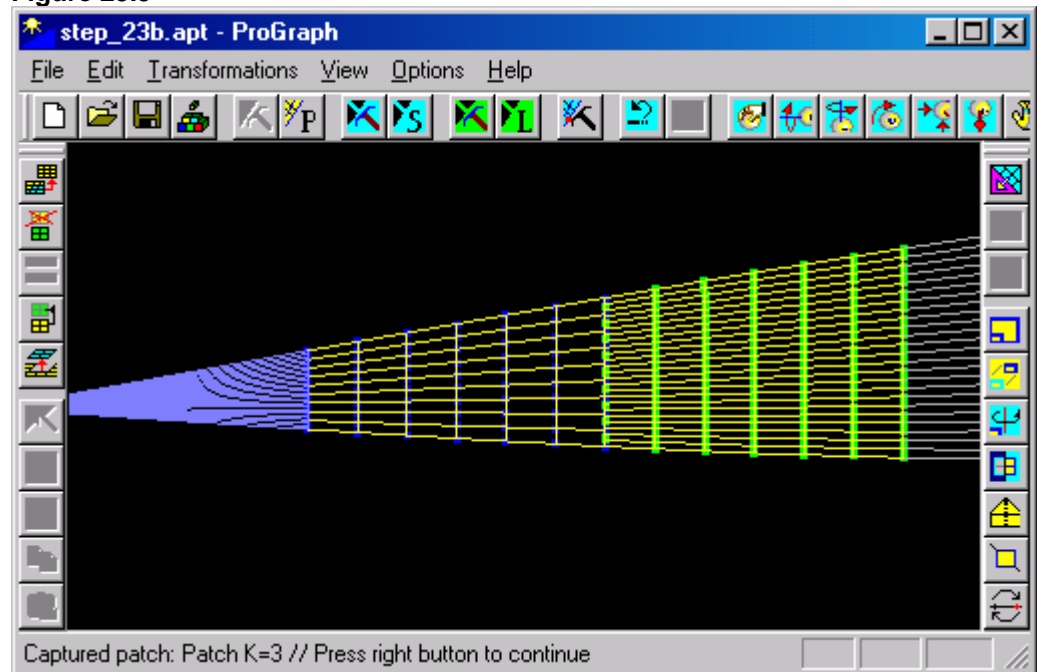 step_23b.apt - ProGraph
File Edit Transformations View Options Help
P S L
Captured patch: Patch K=3 // Press right button to continue